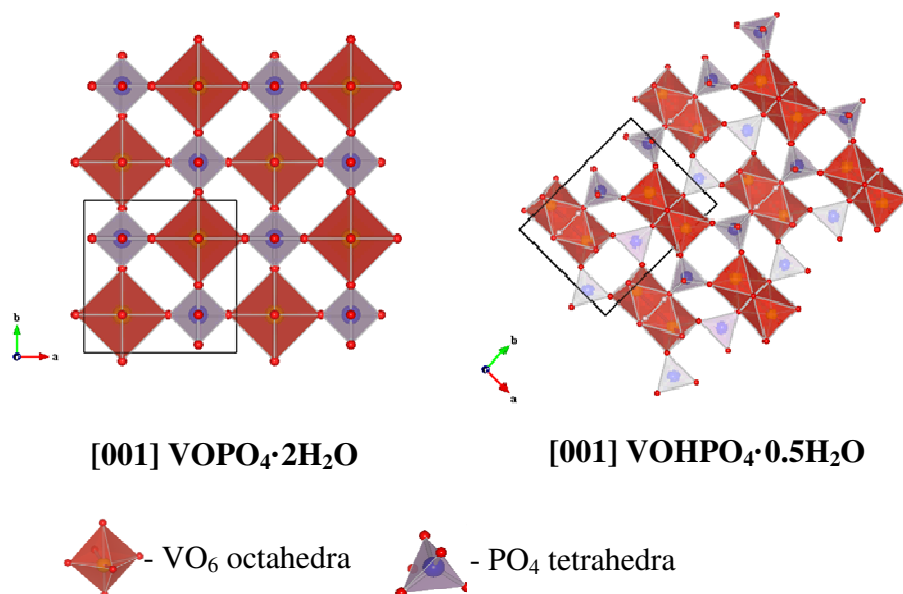 b
a
b
a
[001] VOPO₄·2H₂O
[001] VOHPO₄·0.5H₂O
- VO₆ octahedra
- PO₄ tetrahedra